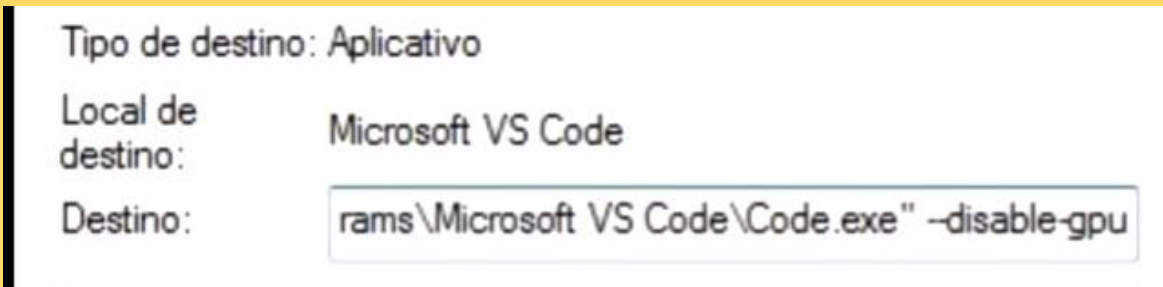 Tipo de destino: Aplicativo
Local de
destino:
Microsoft VS Code
Destino:
rams\Microsoft VS Code\Code.exe" --disable-gpu